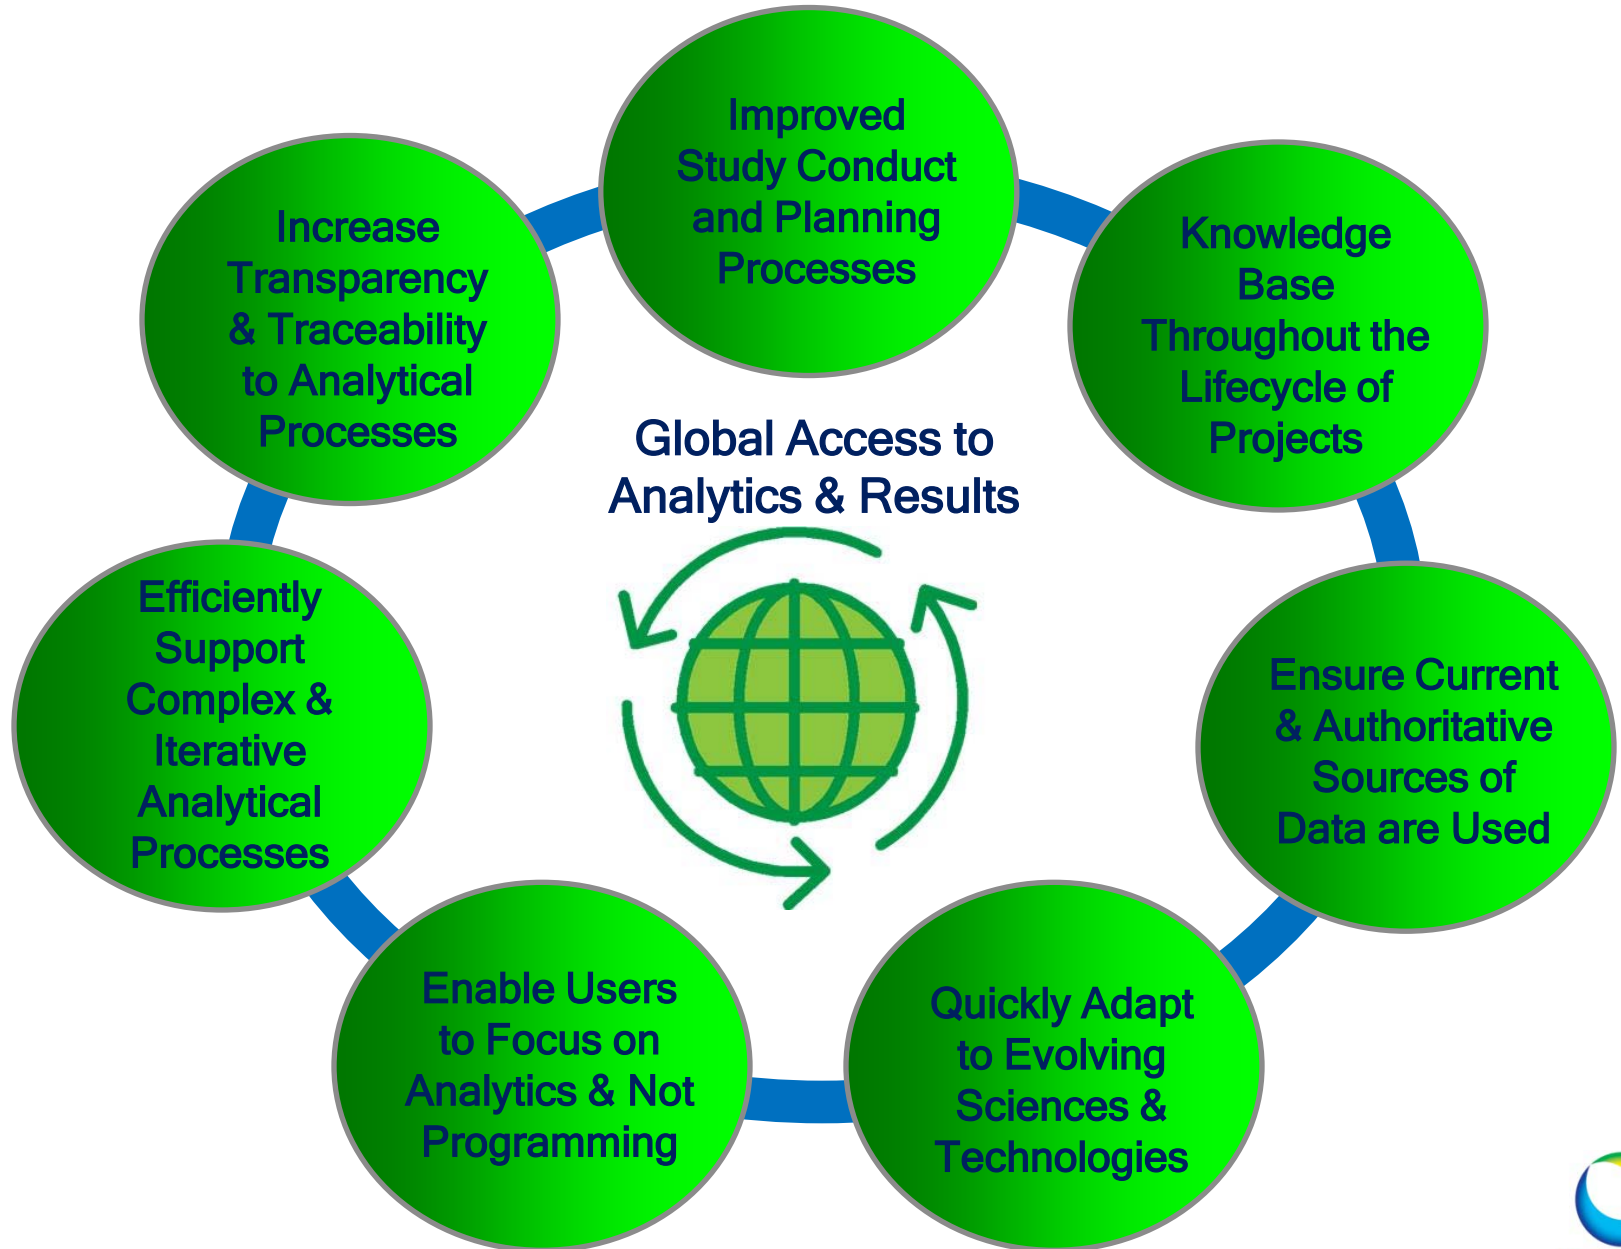 Improved
Study Conduct
and Planning
Processes
Knowledge
Base
Throughout the
Lifecycle of
Projects
Ensure Current
& Authoritative
Sources of
Data are Used
Quickly Adapt
to Evolving
Sciences &
Technologies
Enable Users
to Focus on
Analytics & Not
Programming
Efficiently
Support
Complex &
Iterative
Analytical
Processes
Increase
Transparency
& Traceability
to Analytical
Processes
Global Access to
Analytics & Results